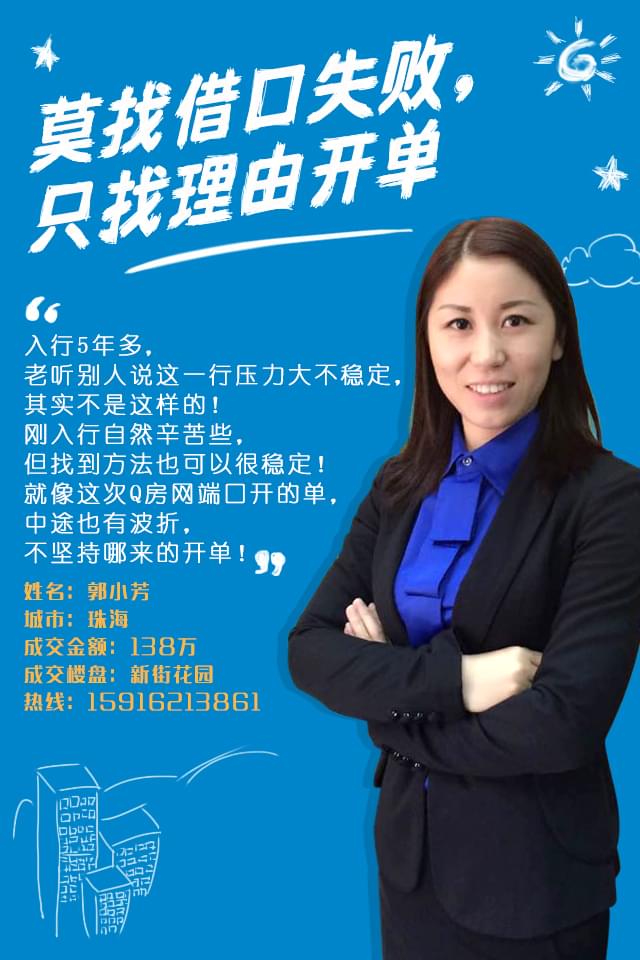 莫找借口失败，
只找理由开单
“
入行5年多，
老听别人说这一行压力大不稳定，
其实不是这样的！
刚入行自然辛苦些，
但找到方法也可以很稳定！
就像这次Q房网端口开的单，
中途也有波折，
不坚持哪来的开单！”
姓名：郭小芳
城市：珠海
成交金额：138万
成交楼盘：新街花园
热线：15916213861